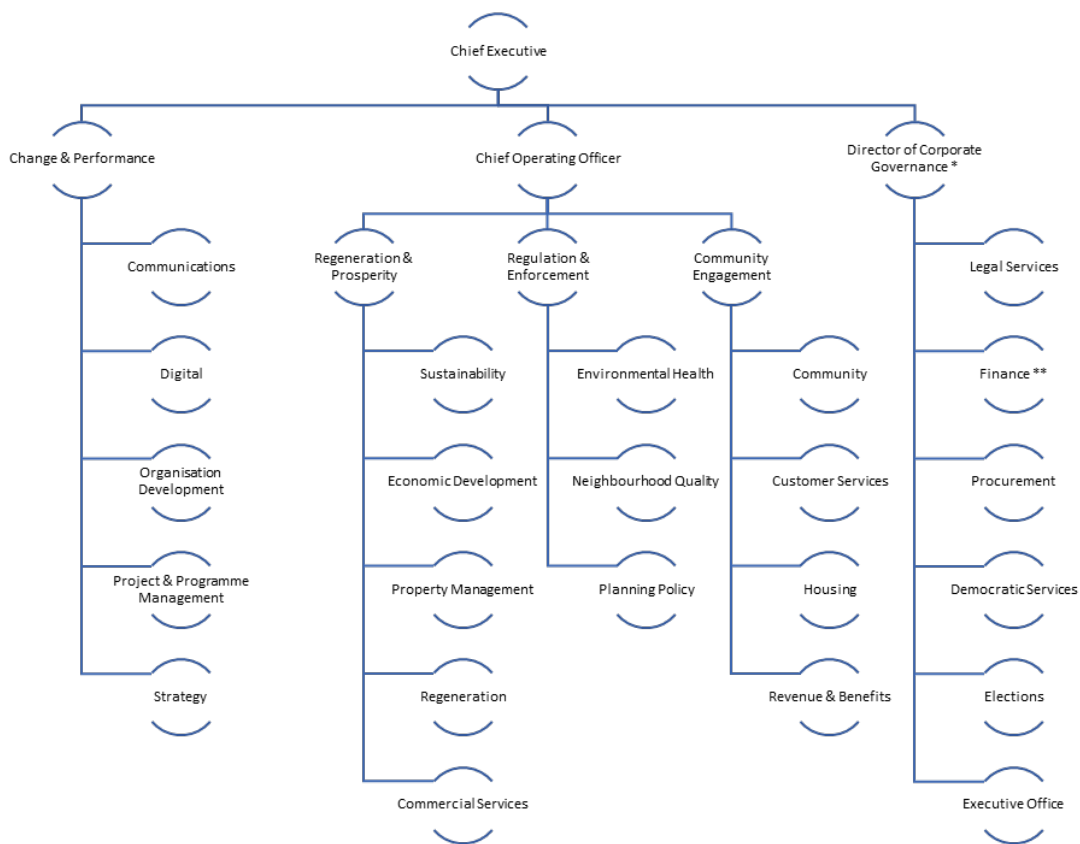 Chief Executive
Change & Performance
Chief Operating Officer
Director of Corporate
Governance *
Communications
Digital
Organisation
Development
Project & Programme
Management
Strategy
Regeneration &
Prosperity
Sustainability
Economic Development
Property Management
Regeneration
Commercial Services
Regulation &
Enforcement
Environmental Health
Neighbourhood Quality
Planning Policy
Community
Engagement
Community
Customer Services
Housing
Revenue & Benefits
Legal Services
Finance **
Procurement
Democratic Services
Elections
Executive Office